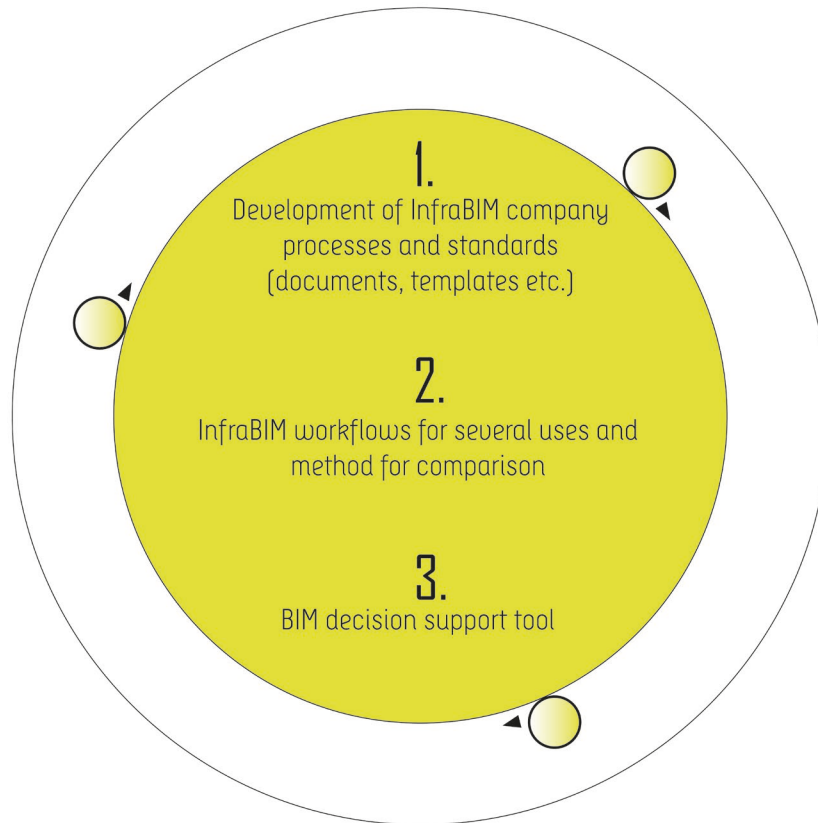 1.
Development of InfraBIM company
processes and standards
(documents, templates etc.)
2.
InfraBIM workflows for several uses and
method for comparison
3.
BIM decision support tool